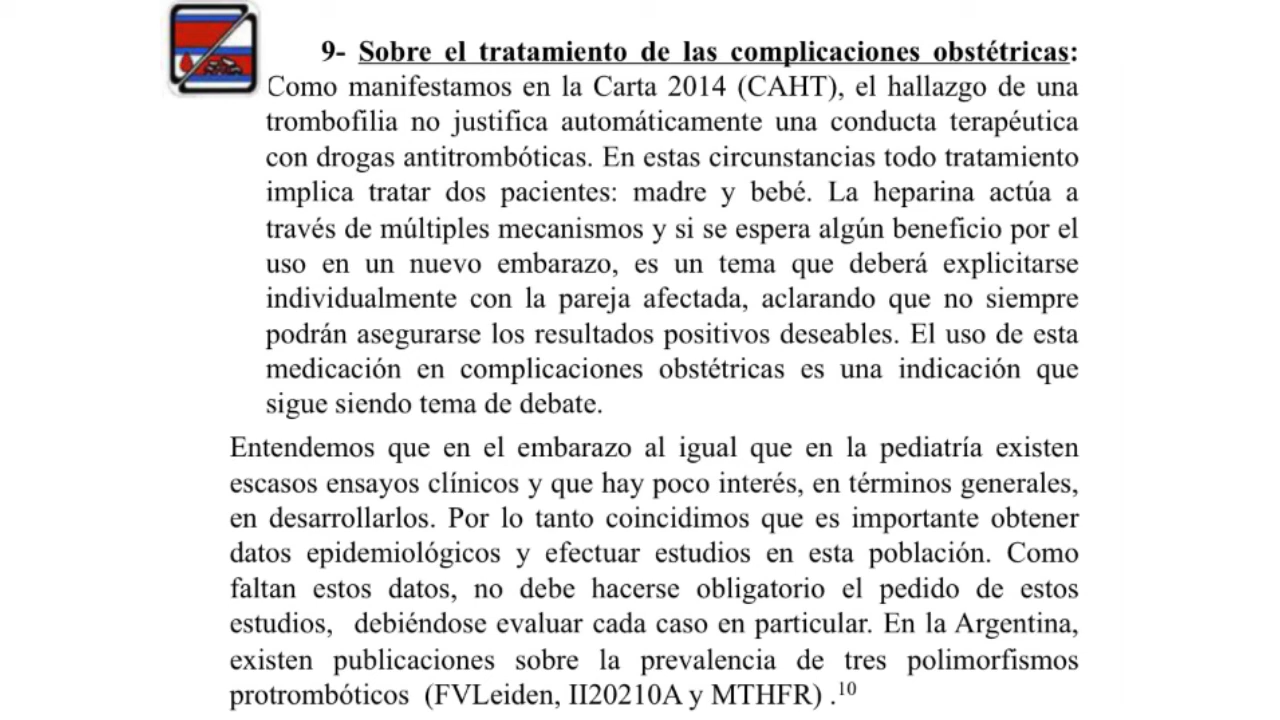 9- Sobre el tratamiento de las complicaciones obstétricas:
Como manifestamos en la Carta 2014 (CAHT), el hallazgo de una
trombofilia no justifica automáticamente una conducta terapéutica
con drogas antitrombóticas. En estas circunstancias todo tratamiento
implica tratar dos pacientes: madre y bebé. La heparina actúa a
través de múltiples mecanismos y si se espera algún beneficio por el
uso en un nuevo embarazo, es un tema que deberá explicitarse
individualmente con la pareja afectada, aclarando que no siempre
podrán asegurarse los resultados positivos deseables. El uso de esta
medicación en complicaciones obstétricas es una indicación que
sigue siendo tema de debate.
Entendemos que en el embarazo al igual que en la pediatría existen
escasos ensayos clínicos y que hay poco interés, en términos generales,
en desarrollarlos. Por lo tanto coincidimos que es importante obtener
datos epidemiológicos y efectuar estudios en esta población. Como
faltan estos datos, no debe hacerse obligatorio el pedido de estos
estudios,  debiéndose evaluar cada caso en particular. En la Argentina,
existen publicaciones sobre la prevalencia de tres polimorfismos
protrombóticos  (FVLeiden, II20210A y MTHFR) .¹⁰